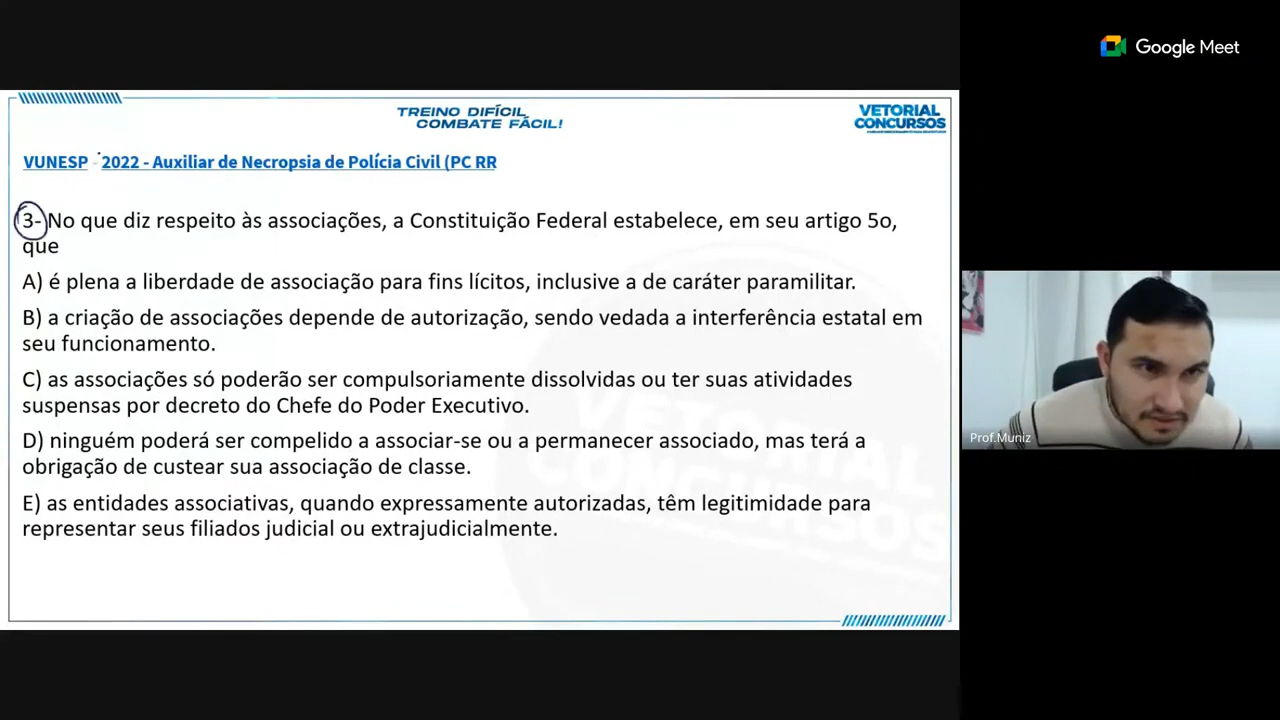 Google Meet
TREINO DIFÍCIL
COMBATE FÁCIL!
VETORIAL
CONCURSOS
VUNESP - 2022 - Auxiliar de Necropsia de Polícia Civil (PC RR
3- No que diz respeito às associações, a Constituição Federal estabelece, em seu artigo 5o,
que
A) é plena a liberdade de associação para fins lícitos, inclusive a de caráter paramilitar.
B) a criação de associações depende de autorização, sendo vedada a interferência estatal em
seu funcionamento.
C) as associações só poderão ser compulsoriamente dissolvidas ou ter suas atividades
suspensas por decreto do Chefe do Poder Executivo.
D) ninguém poderá ser compelido a associar-se ou a permanecer associado, mas terá a
obrigação de custear sua associação de classe.
E) as entidades associativas, quando expressamente autorizadas, têm legitimidade para
representar seus filiados judicial ou extrajudicialmente.
VETORIAL
CONCURSOS
Prof.Muniz